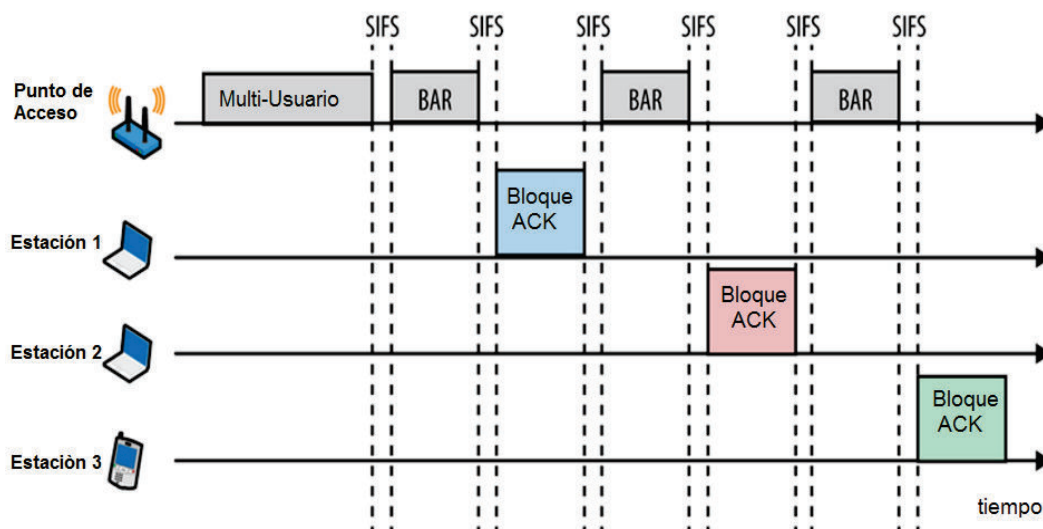 SIFS SIFS SIFS SIFS SIFS SIFS
Punto de
Acceso
Multi-Usuario
BAR
BAR
BAR
Estación 1
Bloque
ACK
Estación 2
Bloque
ACK
Estaciòn 3
Bloque
ACK
tiempo